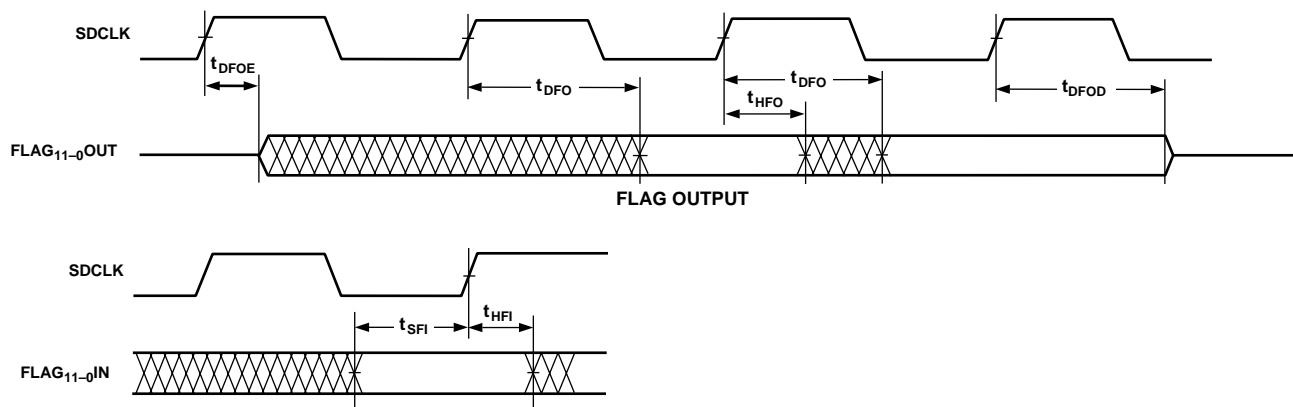 SDCLK
tDFOE
tDFO
tDFO
tHFO
tDFOD
FLAG11–0OUT
FLAG OUTPUT
SDCLK
tSFI
tHFI
FLAG11–0IN